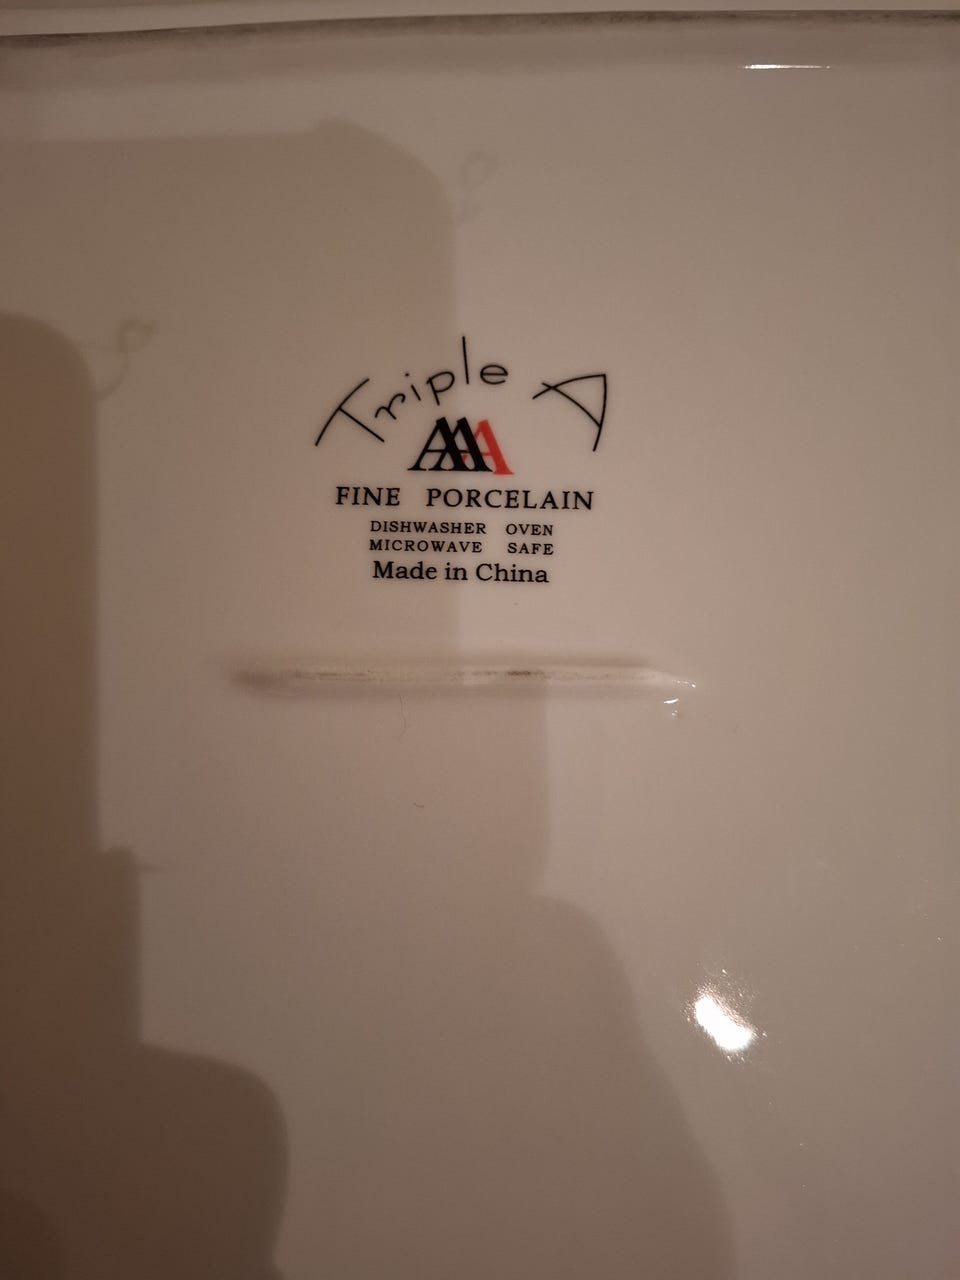 Triple A
AAA
FINE PORCELAIN
DISHWASHER OVEN
MICROWAVE SAFE
Made in China